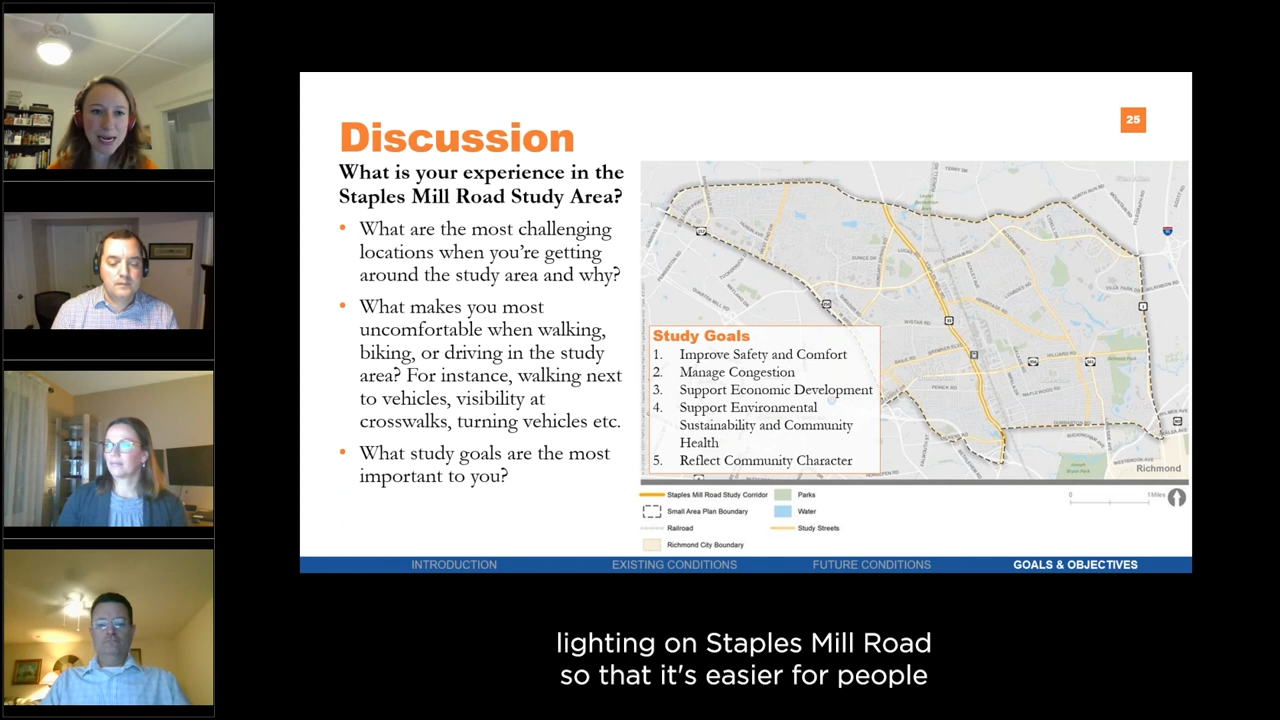 Discussion
25
What is your experience in the
Staples Mill Road Study Area?
• What are the most challenging
locations when you're getting
around the study area and why?
• What makes you most
uncomfortable when walking,
biking, or driving in the study
area? For instance, walking next
to vehicles, visibility at
crosswalks, turning vehicles etc.
• What study goals are the most
important to you?
Study Goals
1. Improve Safety and Comfort
2. Manage Congestion
3. Support Economic Development
4. Support Environmental
Sustainability and Community
Health
5. Reflect Community Character
WISTAR RD
HILLIARD RD
Richmond
Staples Mill Road Study Corridor
Parks
Small Area Plan Boundary
Water
Railroad
Study Streets
Richmond City Boundary
0 1 Miles
INTRODUCTION
EXISTING CONDITIONS
FUTURE CONDITIONS
GOALS & OBJECTIVES
lighting on Staples Mill Road
so that it's easier for people